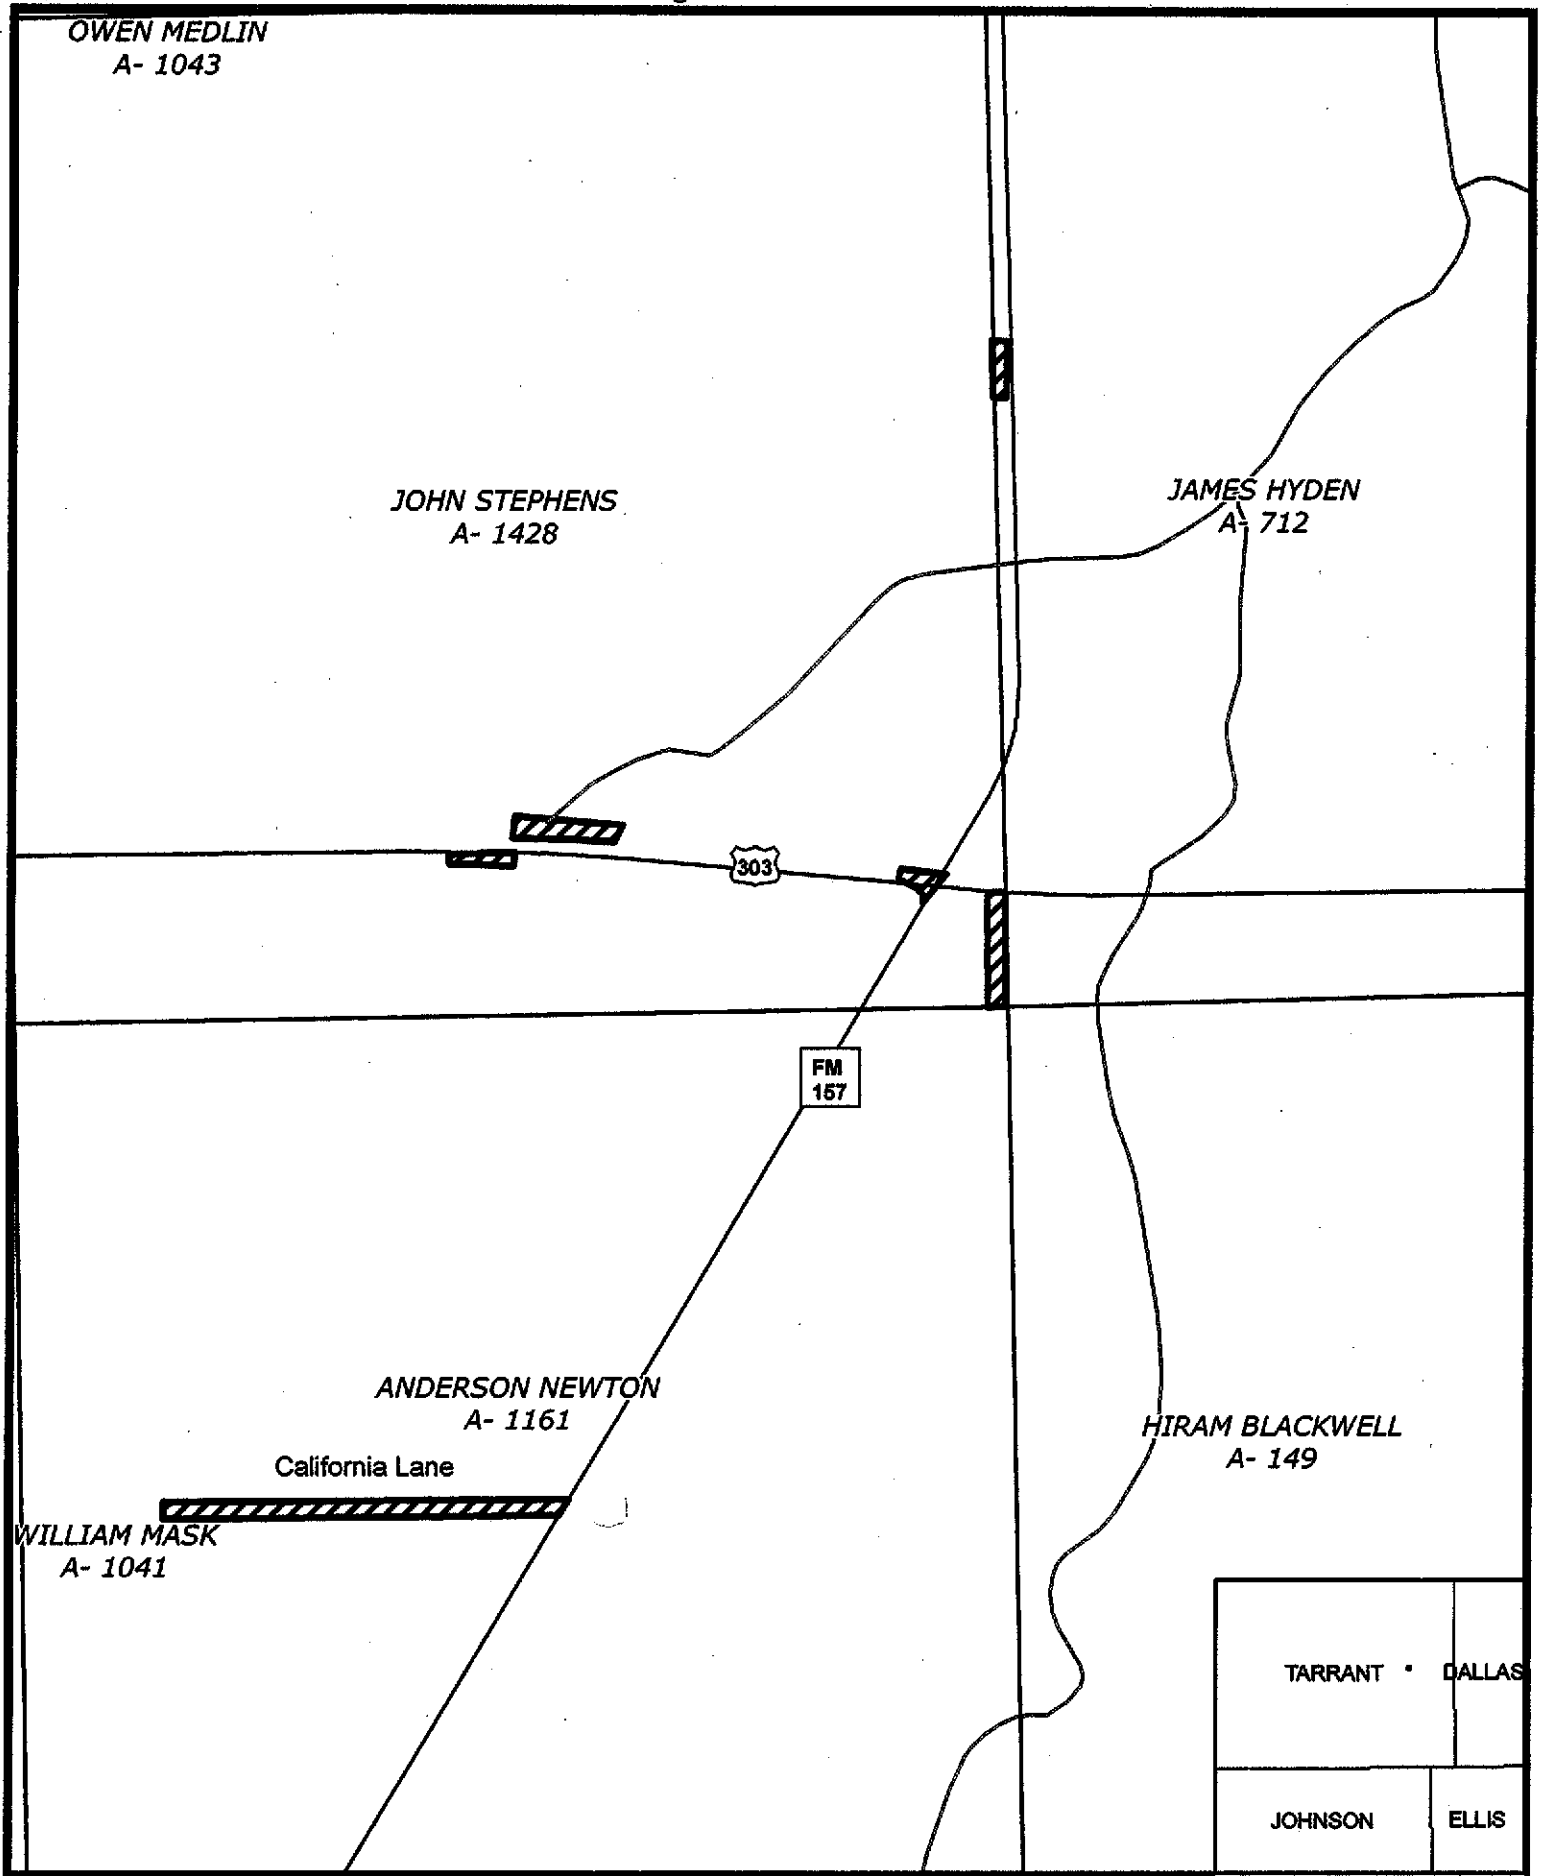 OWEN MEDLIN
A- 1043
JOHN STEPHENS
A- 1428
JAMES HYDEN
A- 712
303
FM
157
ANDERSON NEWTON
A- 1161
California Lane
HIRAM BLACKWELL
A- 149
WILLIAM MASK
A- 1041
TARRANT
DALLAS
JOHNSON
ELLIS